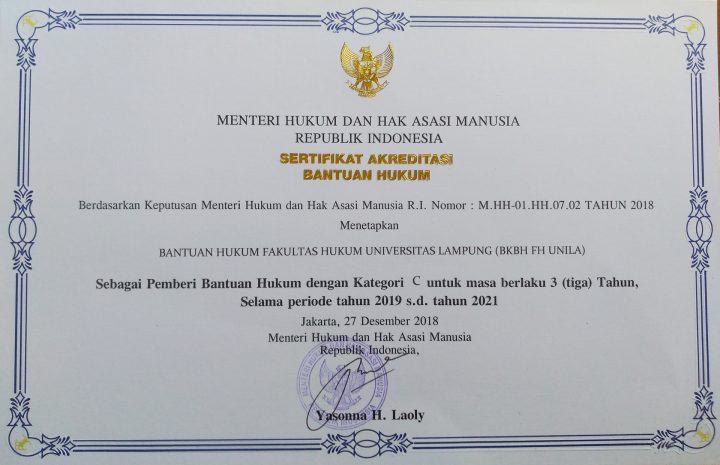 MENTERI HUKUM DAN HAK ASASI MANUSIA
REPUBLIK INDONESIA
SERTIFIKAT AKREDITASI
BANTUAN HUKUM
Berdasarkan Keputusan Menteri Hukum dan Hak Asasi Manusia R.I. Nomor : M.HH-01.HH.07.02 TAHUN 2018
Menetapkan
BANTUAN HUKUM FAKULTAS HUKUM UNIVERSITAS LAMPUNG (BKBH FH UNILA)
Sebagai Pemberi Bantuan Hukum dengan Kategori C untuk masa berlaku 3 (tiga) Tahun,
Selama periode tahun 2019 s.d. tahun 2021
Jakarta, 27 Desember 2018
Menteri Hukum dan Hak Asasi Manusia
Republik Indonesia,
Yasonna H. Laoly